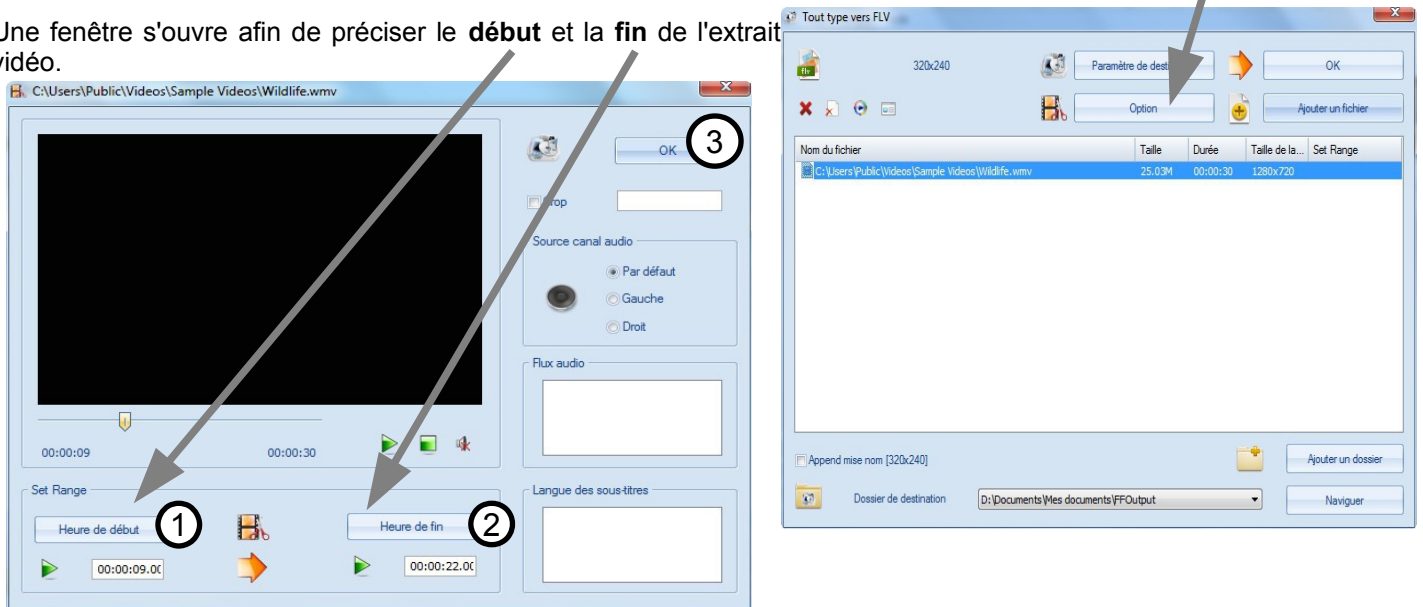 Une fenêtre s'ouvre afin de préciser le début et la fin de l'extrait
vidéo.
C:\Users\Public\Videos\Sample Videos\Wildlife.wmv
OK
3
Source canal audio
Par défaut
Gauche
Droit
Flux audio
00:00:09
00:00:30
Set Range
Heure de début
1
Heure de fin
2
00:00:09.0
00:00:22.0
Langue des sous-titres
Tout type vers FLV
flv
320x240
Paramètre de desti
OK
Option
Ajouter un fichier
Nom du fichier
Taille
Durée
Taille de la...
Set Range
C:\Users\Public\Videos\Sample Videos\Wildlife.wmv
25.03M
00:00:30
1280x720
Append mise nom [320x240]
Ajouter un dossier
Dossier de destination
D:\Documents\Mes documents\FFOutput
Naviguer